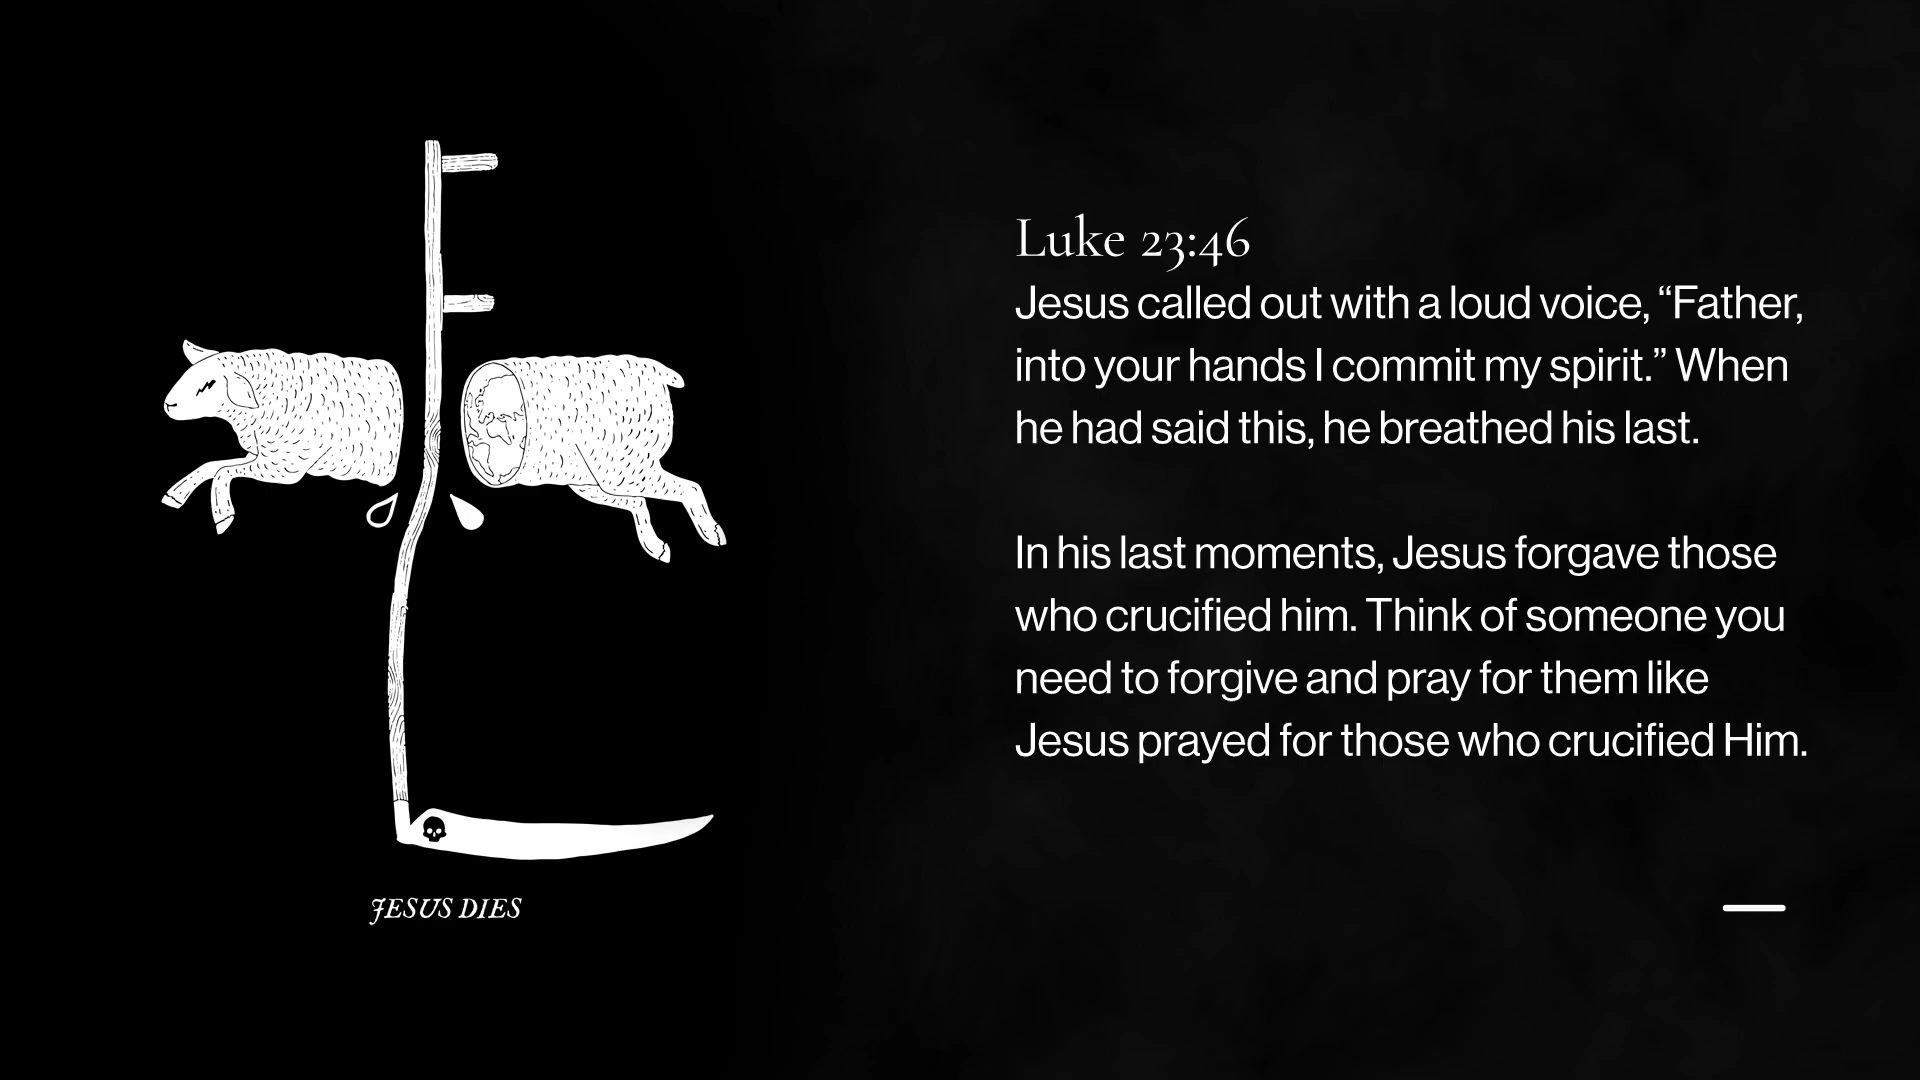 Luke 23:46
Jesus called out with a loud voice, “Father,
into your hands I commit my spirit.” When
he had said this, he breathed his last.
In his last moments, Jesus forgave those
who crucified him. Think of someone you
need to forgive and pray for them like
Jesus prayed for those who crucified Him.
JESUS DIES